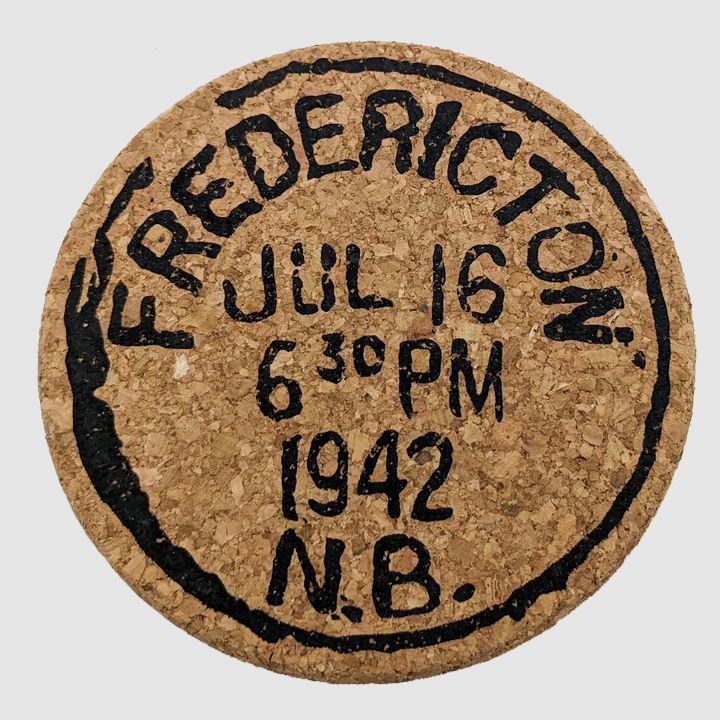 FREDERICTON.
JUL 16
6³⁰PM
1942
N.B.